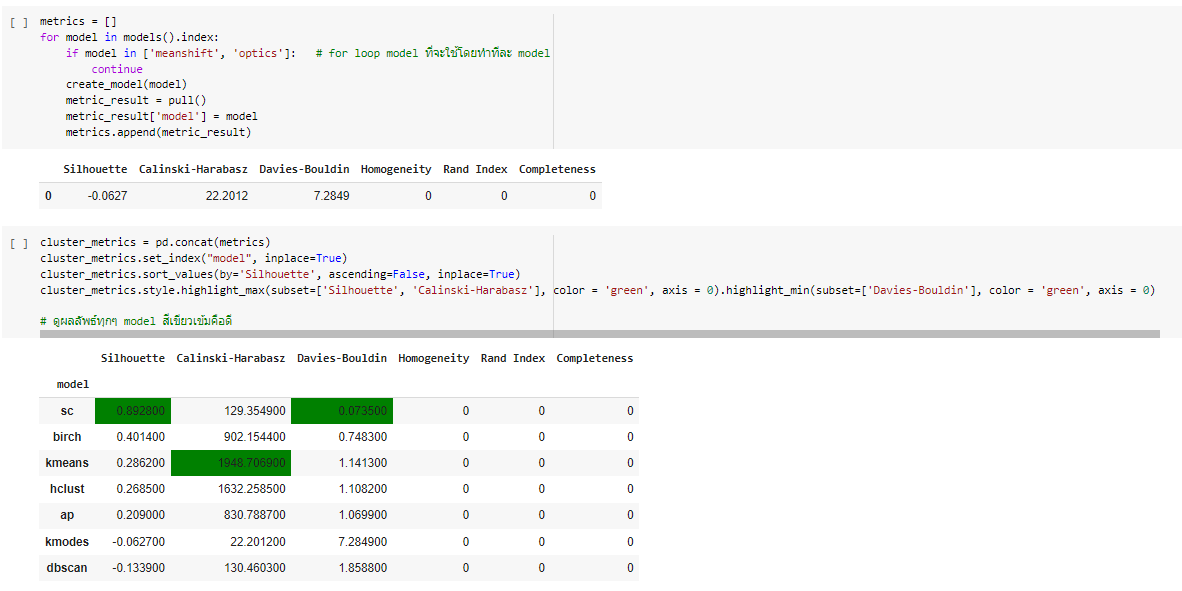 [ ] metrics = []
for model in models().index:
    if model in ['meanshift', 'optics']:   # for loop model ที่จะใช้โดยทำทีละ model
        continue
    create_model(model)
    metric_result = pull()
    metric_result['model'] = model
    metrics.append(metric_result)
Silhouette Calinski-Harabasz Davies-Bouldin Homogeneity Rand Index Completeness
0 -0.0627 22.2012 7.2849 0 0 0
[ ] cluster_metrics = pd.concat(metrics)
cluster_metrics.set_index("model", inplace=True)
cluster_metrics.sort_values(by='Silhouette', ascending=False, inplace=True)
cluster_metrics.style.highlight_max(subset=['Silhouette', 'Calinski-Harabasz'], color = 'green', axis = 0).highlight_min(subset=['Davies-Bouldin'], color = 'green', axis = 0)
# ดูผลลัพธ์ทุกๆ model สีเขียวเข้มคือดี
Silhouette Calinski-Harabasz Davies-Bouldin Homogeneity Rand Index Completeness
model
sc 0.892800 129.354900 0.073500 0 0 0
birch 0.401400 902.154400 0.748300 0 0 0
kmeans 0.286200 1948.706900 1.141300 0 0 0
hclust 0.268500 1632.258500 1.108200 0 0 0
ap 0.209000 830.788700 1.069900 0 0 0
kmodes -0.062700 22.201200 7.284900 0 0 0
dbscan -0.133900 130.460300 1.858800 0 0 0